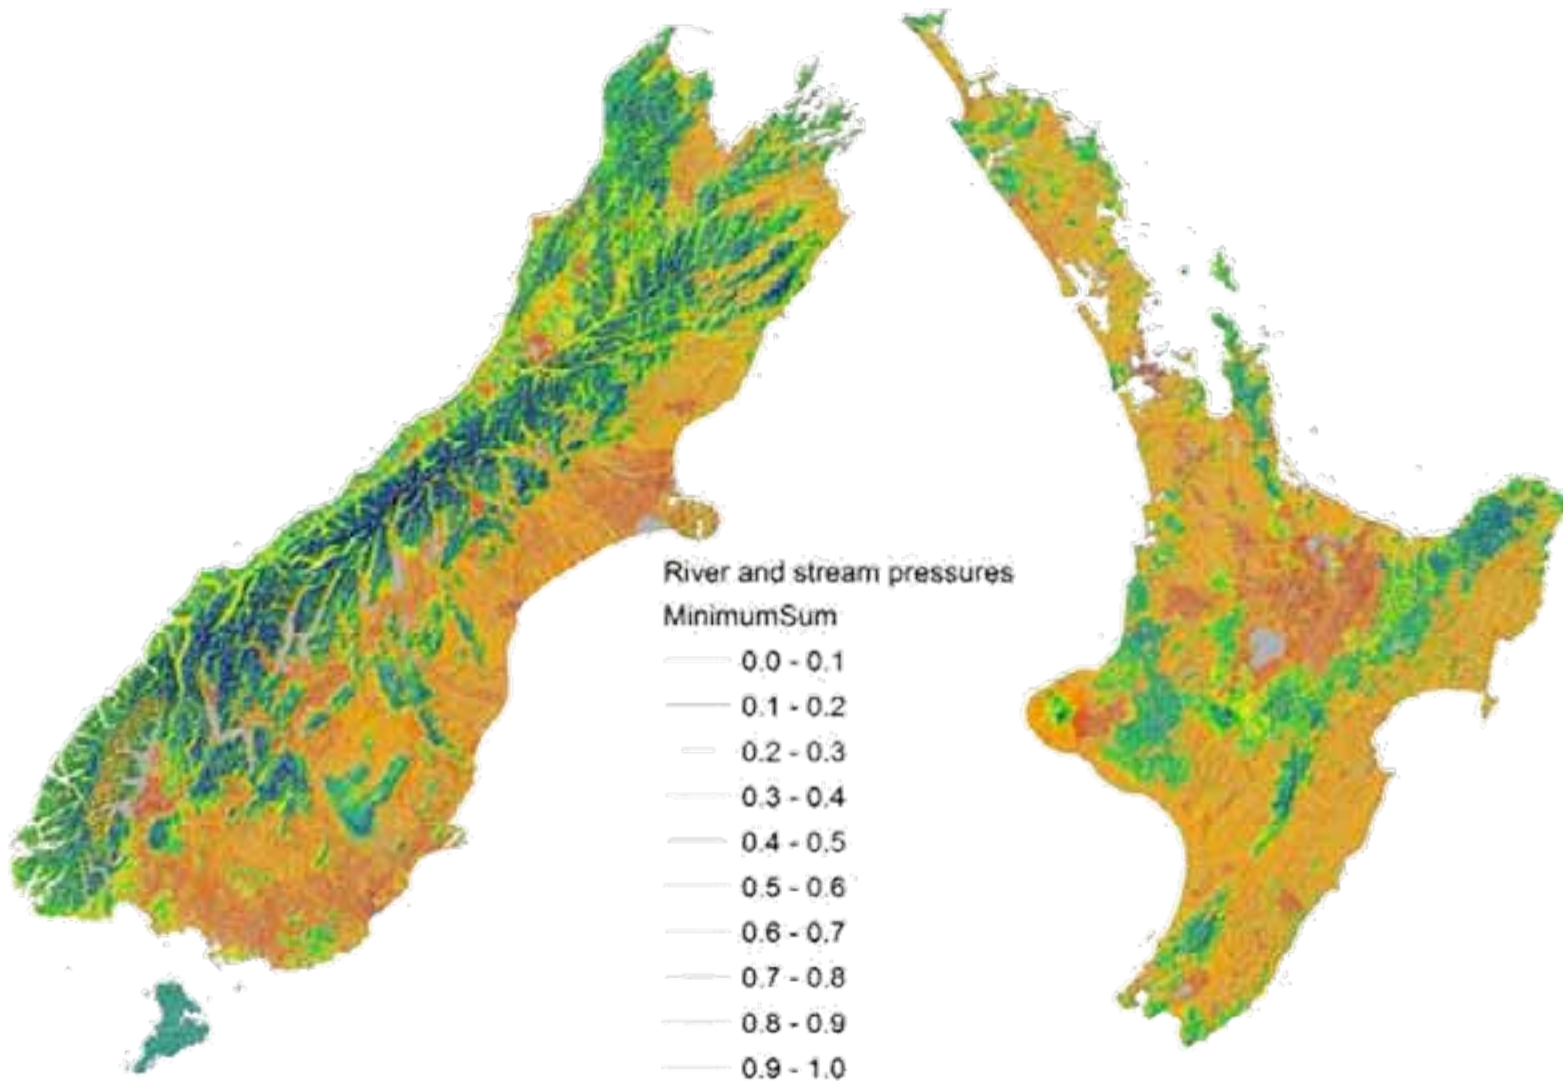 River and stream pressures
MinimumSum
0.0 - 0.1
0.1 - 0.2
0.2 - 0.3
0.3 - 0.4
0.4 - 0.5
0.5 - 0.6
0.6 - 0.7
0.7 - 0.8
0.8 - 0.9
0.9 - 1.0